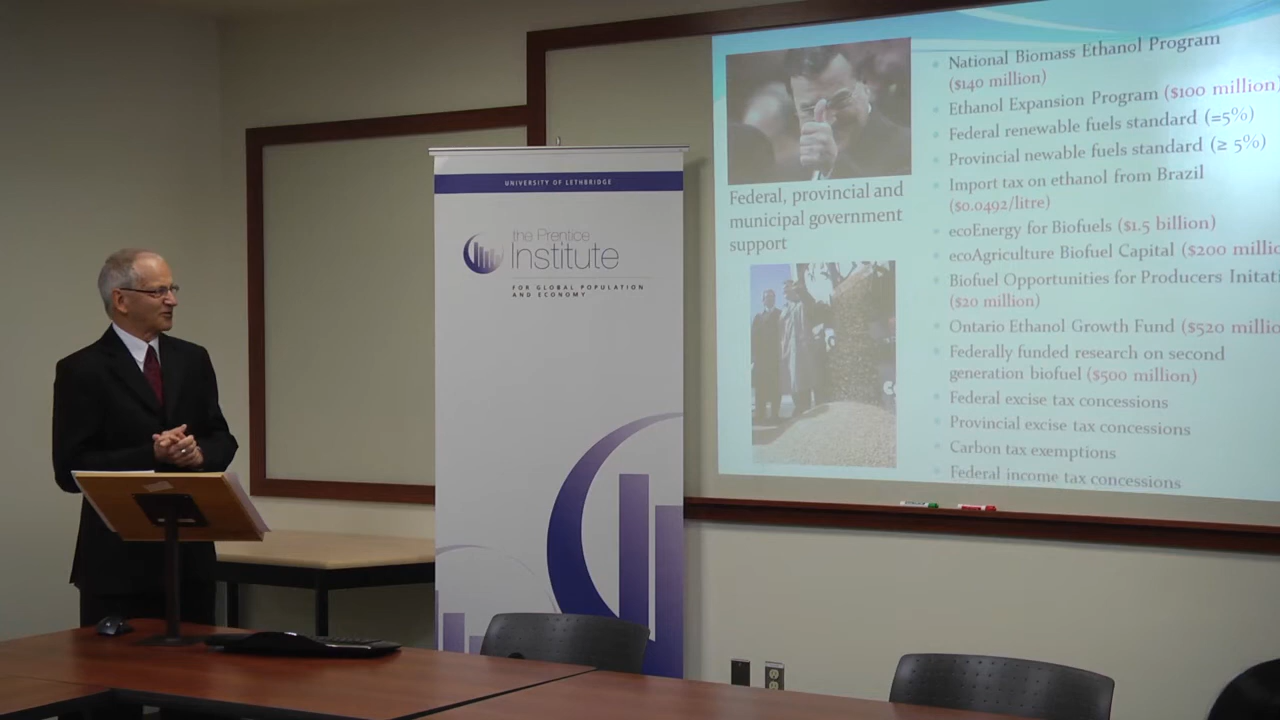 UNIVERSITY OF LETHBRIDGE
the Prentice
Institute
FOR GLOBAL POPULATION
AND ECONOMY
Federal, provincial and
municipal government
support
National Biomass Ethanol Program
($140 million)
Ethanol Expansion Program ($100 million)
Federal renewable fuels standard (=5%)
Provincial newable fuels standard (≥ 5%)
Import tax on ethanol from Brazil
($0.0492/litre)
ecoEnergy for Biofuels ($1.5 billion)
ecoAgriculture Biofuel Capital ($200 millio
Biofuel Opportunities for Producers Initati
($20 million)
Ontario Ethanol Growth Fund ($520 millio
Federally funded research on second
generation biofuel ($500 million)
Federal excise tax concessions
Provincial excise tax concessions
Carbon tax exemptions
Federal income tax concessions